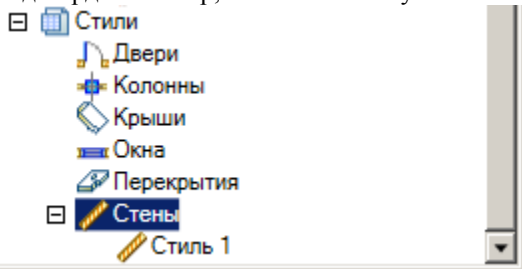 Стили
Двери
Колонны
Крыши
Окна
Перекрытия
Стены
Стиль 1